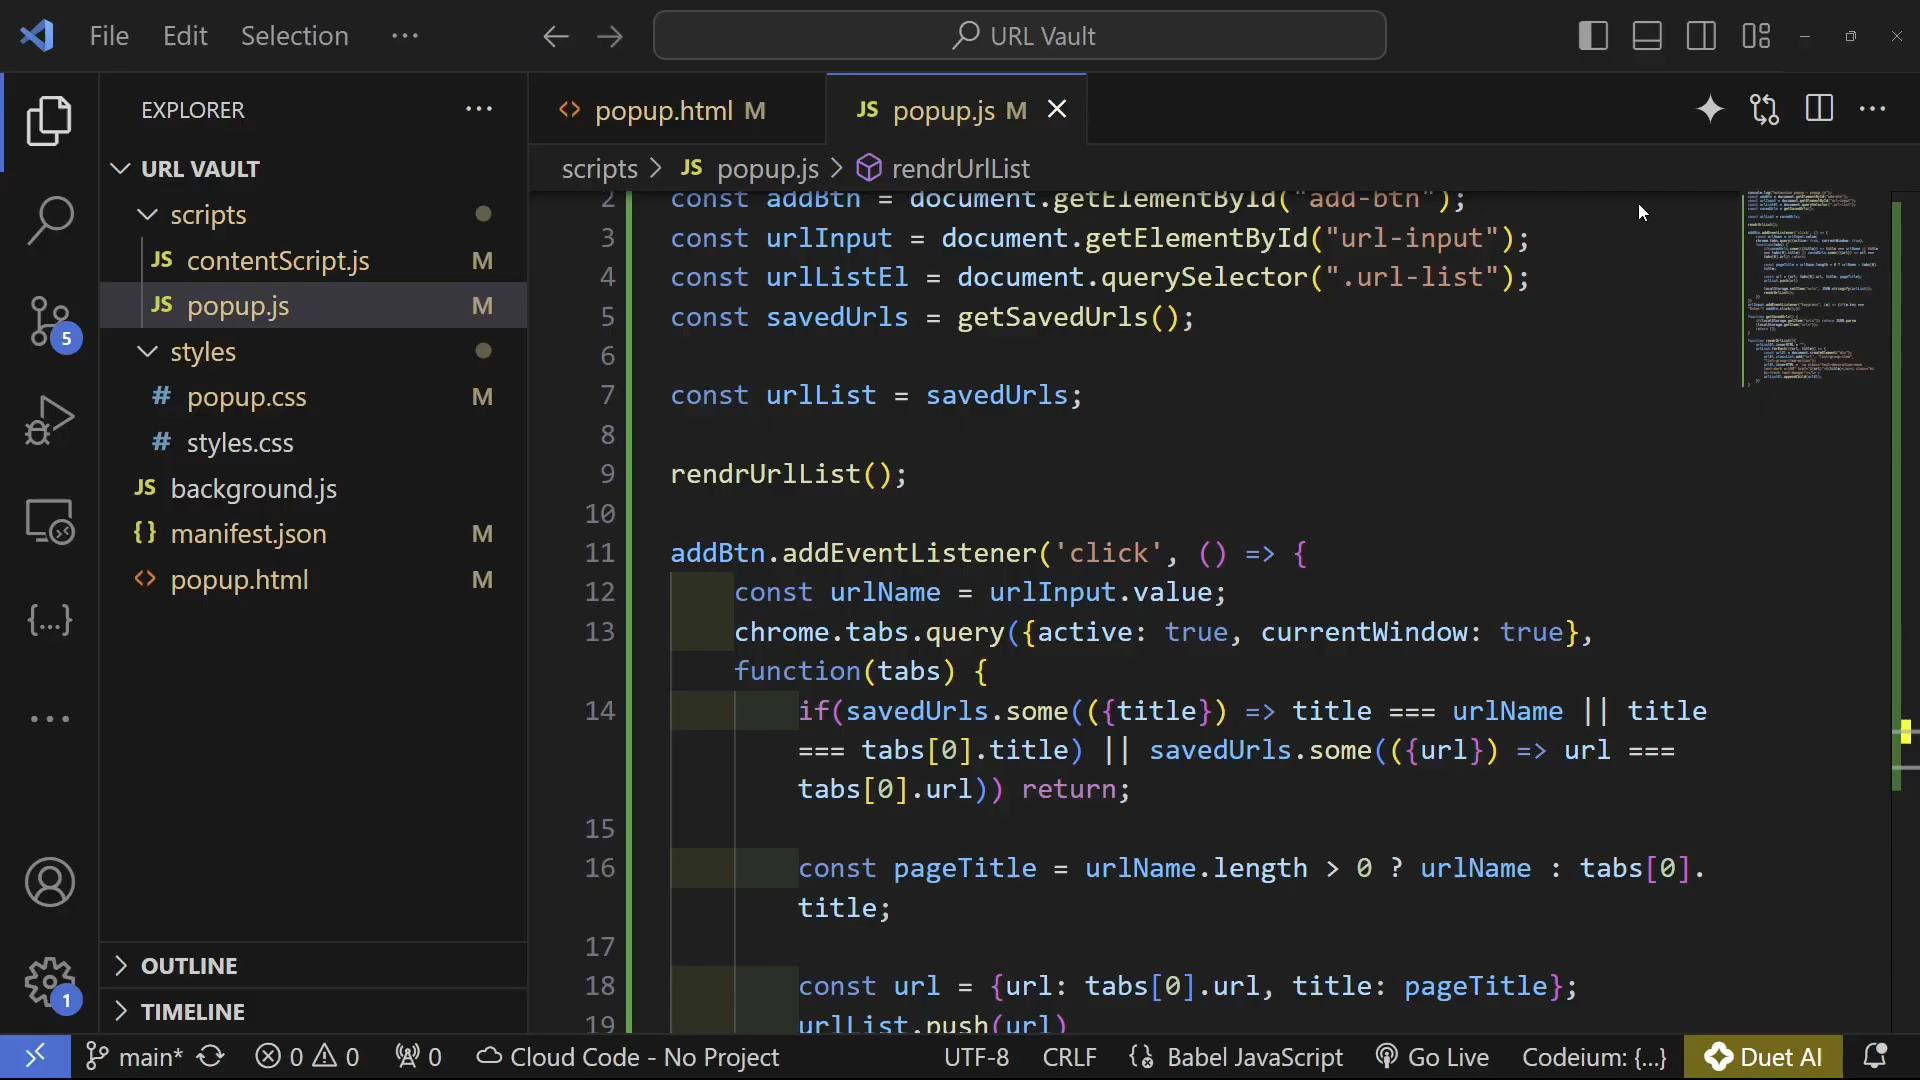 File Edit Selection ···
URL Vault
EXPLORER
URL VAULT
scripts
JS contentScript.js M
JS popup.js M
styles
# popup.css M
# styles.css
JS background.js
{} manifest.json M
<> popup.html M
OUTLINE
TIMELINE
5
{...}
1
<> popup.html M
JS popup.js M
scripts > JS popup.js > rendrUrlList
2 const addBtn = document.getElementById("add-btn");
3 const urlInput = document.getElementById("url-input");
4 const urlListEl = document.querySelector(".url-list");
5 const savedUrls = getSavedUrls();
6
7 const urlList = savedUrls;
8
9 rendrUrlList();
10
11 addBtn.addEventListener('click', () => {
12 const urlName = urlInput.value;
13 chrome.tabs.query({active: true, currentWindow: true},
function(tabs) {
14 if(savedUrls.some(({title}) => title === urlName || title
=== tabs[0].title) || savedUrls.some(({url}) => url ===
tabs[0].url)) return;
15
16 const pageTitle = urlName.length > 0 ? urlName : tabs[0].
title;
17
18 const url = {url: tabs[0].url, title: pageTitle};
19 urlList.push(url)
main* 0 0 0 Cloud Code - No Project UTF-8 CRLF Babel JavaScript Go Live Codeium: {...} Duet AI